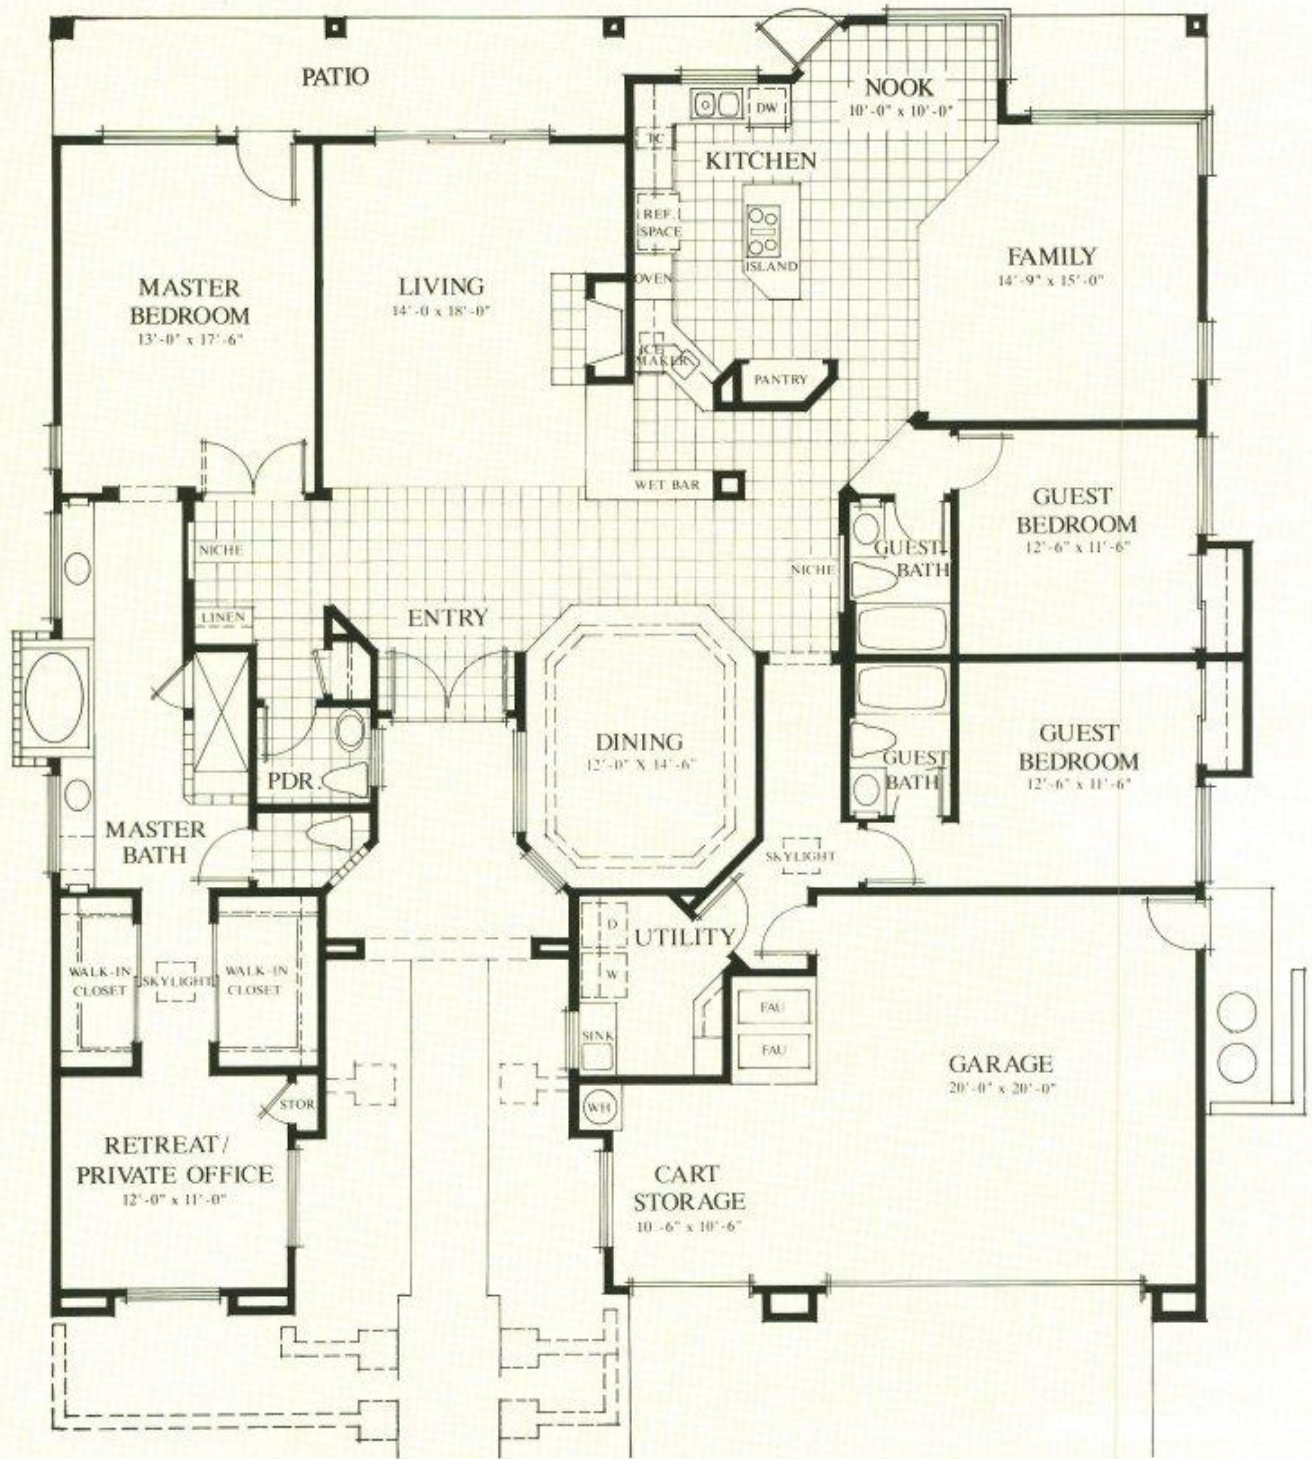 PATIO
NOOK
10'-0" x 10'-0"
DW
TC
KITCHEN
REF.
SPACE
ISLAND
OVEN
ICE
MAKER
PANTRY
FAMILY
14'-9" x 15'-0"
MASTER
BEDROOM
13'-0" x 17'-6"
LIVING
14'-0 x 18'-0"
WET BAR
GUEST
BEDROOM
12'-6" x 11'-6"
NICHE
NICHE
GUEST
BATH
LINEN
ENTRY
DINING
12'-0" X 14'-6"
GUEST
BEDROOM
12'-6" x 11'-6"
GUEST
BATH
PDR.
MASTER
BATH
SKYLIGHT
D
UTILITY
W
SINK
WALK-IN
CLOSET
SKYLIGHT
WALK-IN
CLOSET
FAU
FAU
GARAGE
20'-0" x 20'-0"
STOR
WH
RETREAT/
PRIVATE OFFICE
12'-0" x 11'-0"
CART
STORAGE
10'-6" x 10'-6"